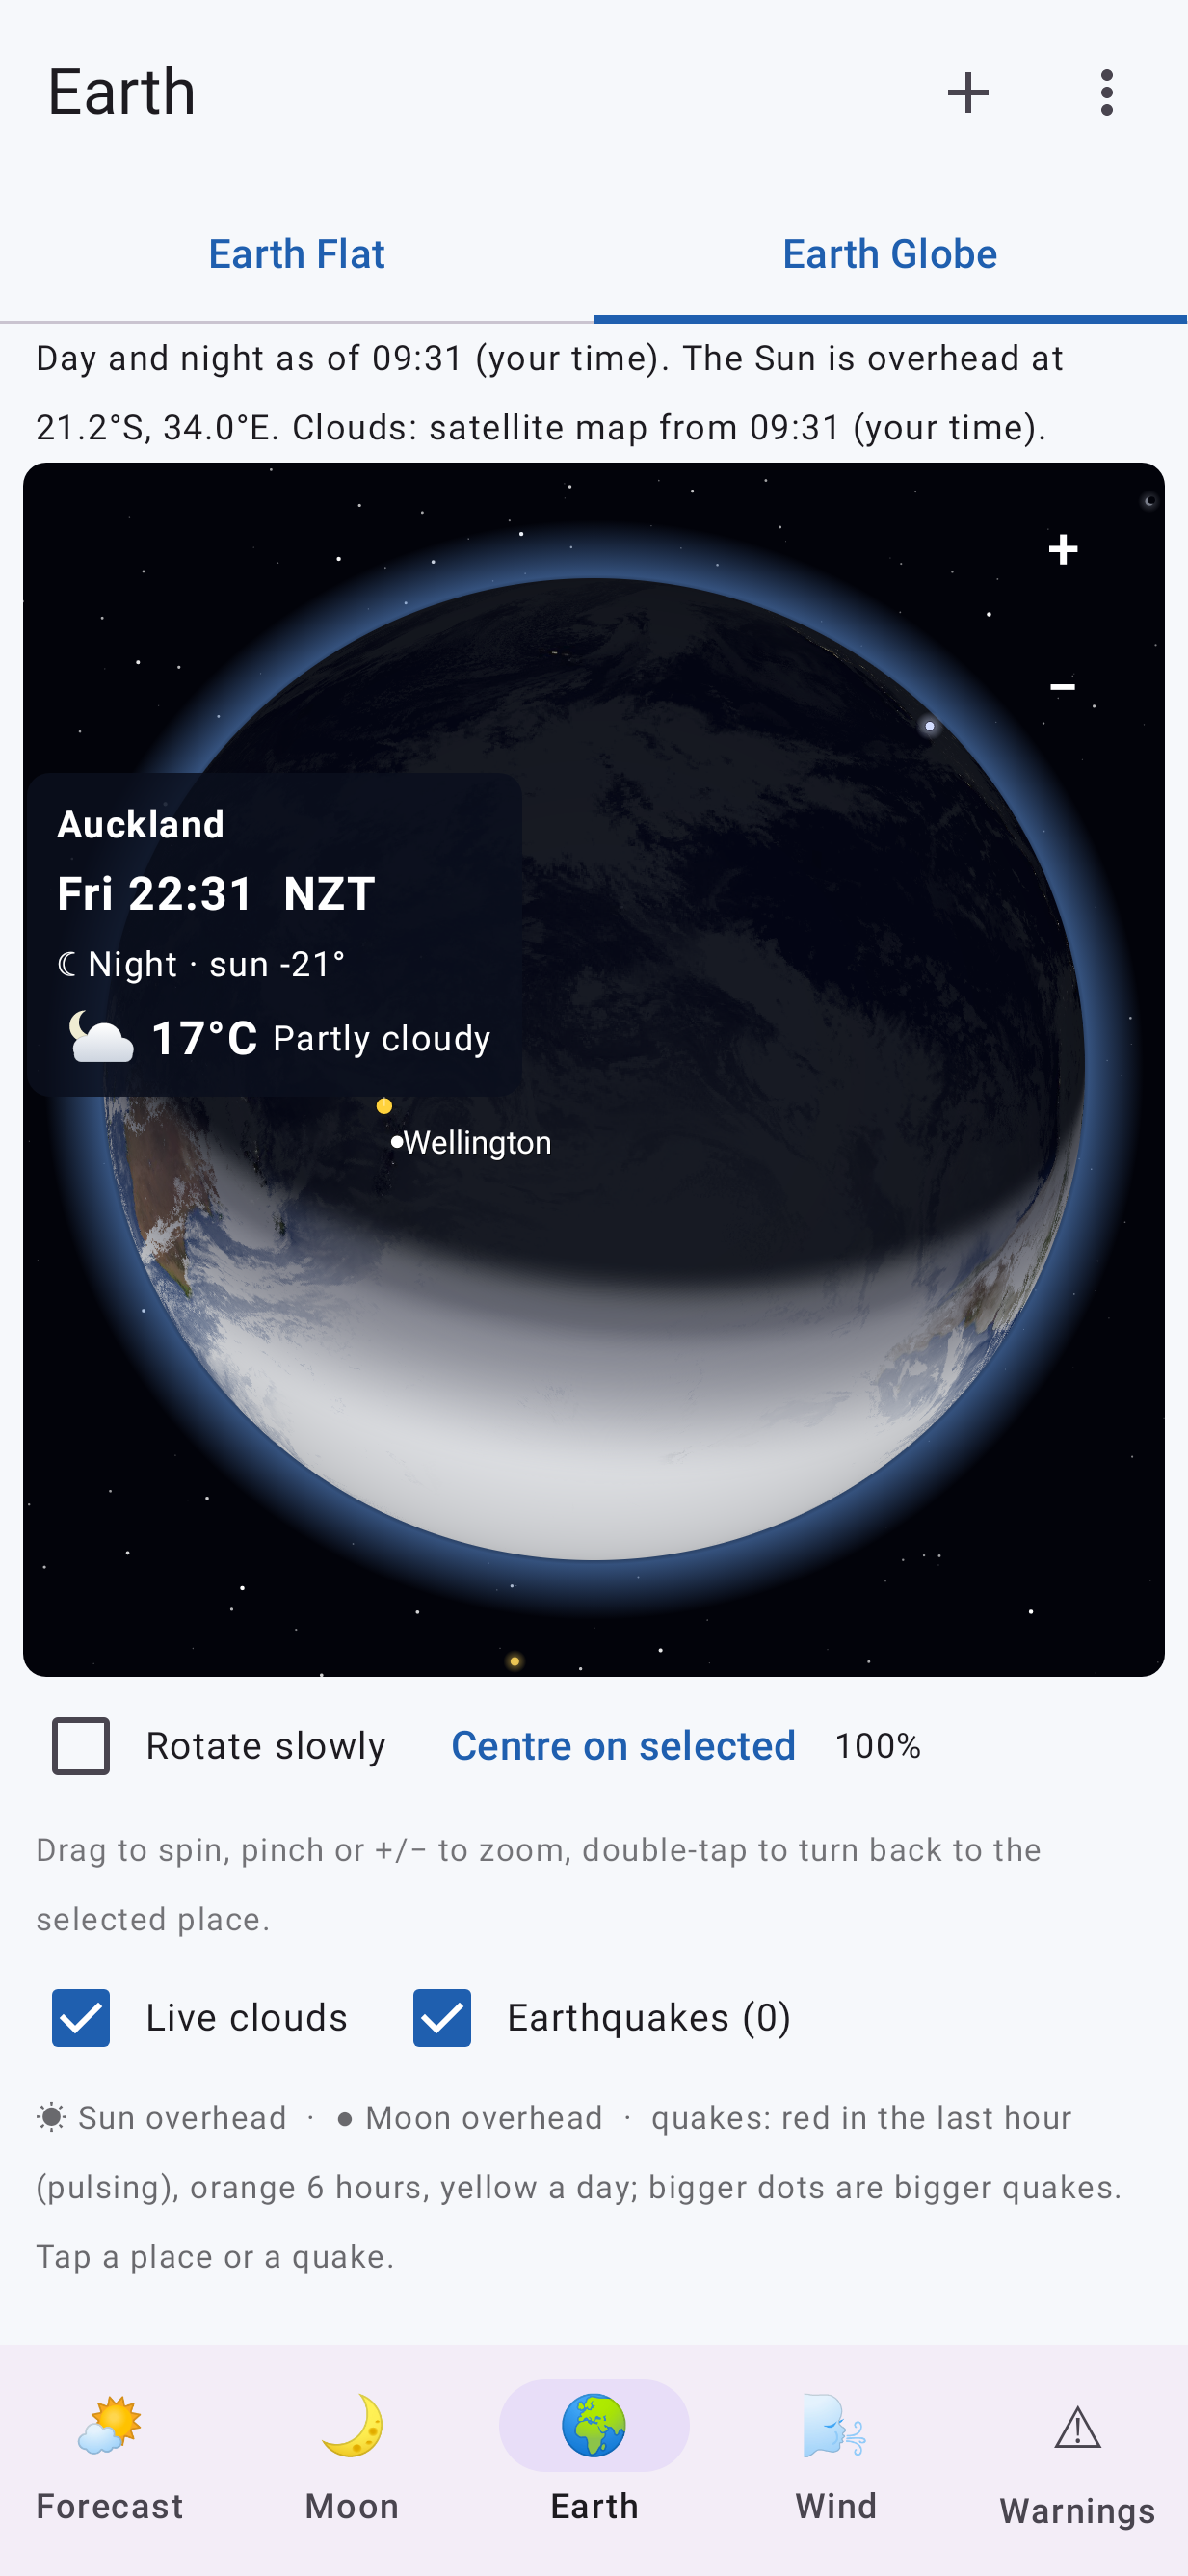 Earth
Earth Flat
Earth Globe
Day and night as of 09:31 (your time). The Sun is overhead at
21.2°S, 34.0°E. Clouds: satellite map from 09:31 (your time).
+
−
Auckland
Fri 22:31 NZT
☾ Night · sun -21°
17°C Partly cloudy
Wellington
Rotate slowly
Centre on selected
100%
Drag to spin, pinch or +/− to zoom, double-tap to turn back to the
selected place.
Live clouds
Earthquakes (0)
☀ Sun overhead · ● Moon overhead · quakes: red in the last hour
(pulsing), orange 6 hours, yellow a day; bigger dots are bigger quakes.
Tap a place or a quake.
Forecast
Moon
Earth
Wind
Warnings